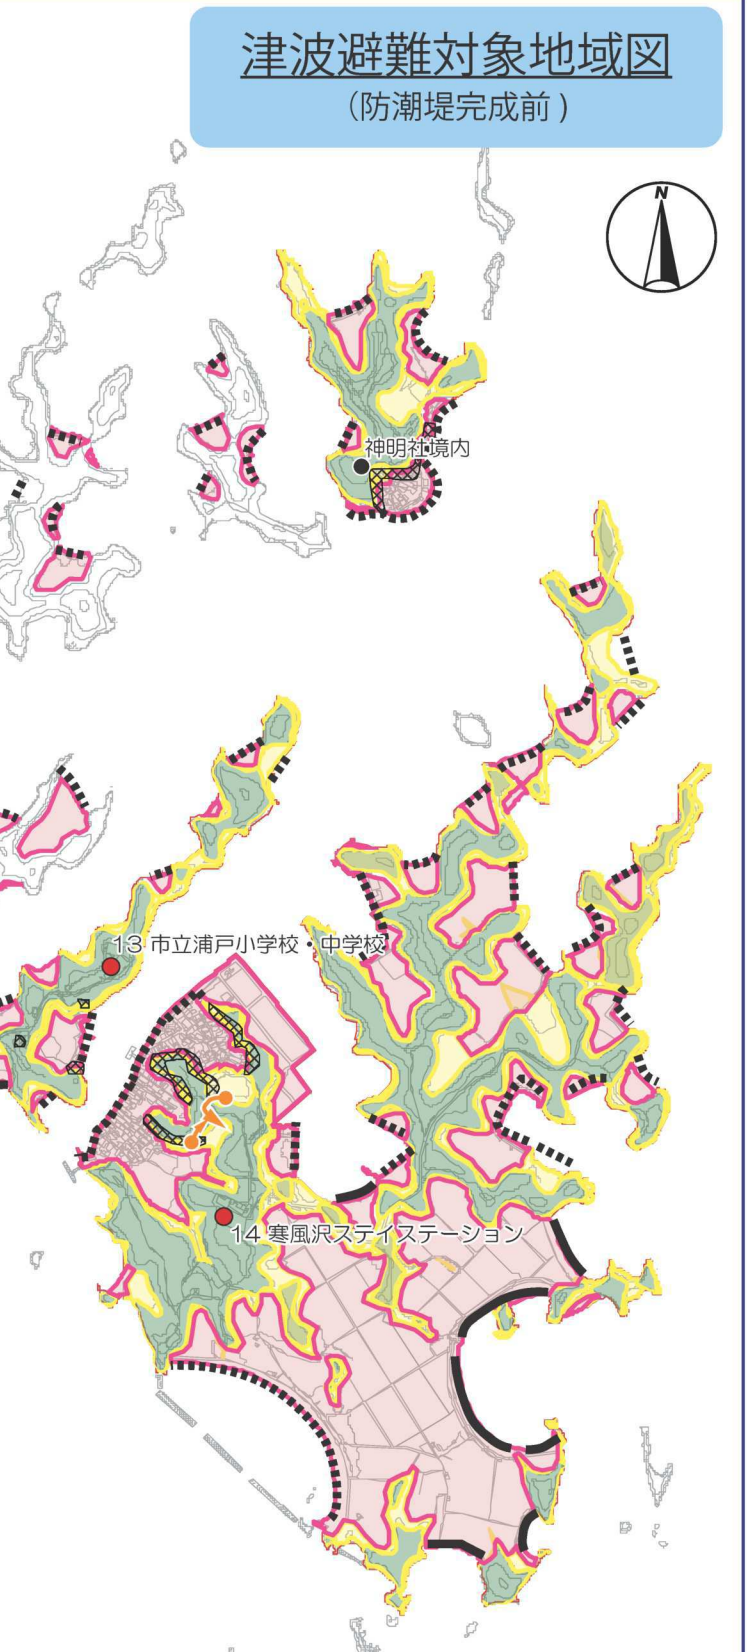 津波避難対象地域図
（防潮堤完成前）
N
神明社境内
13 市立浦戸小学校・中学校
14 寒風沢ステイステーション